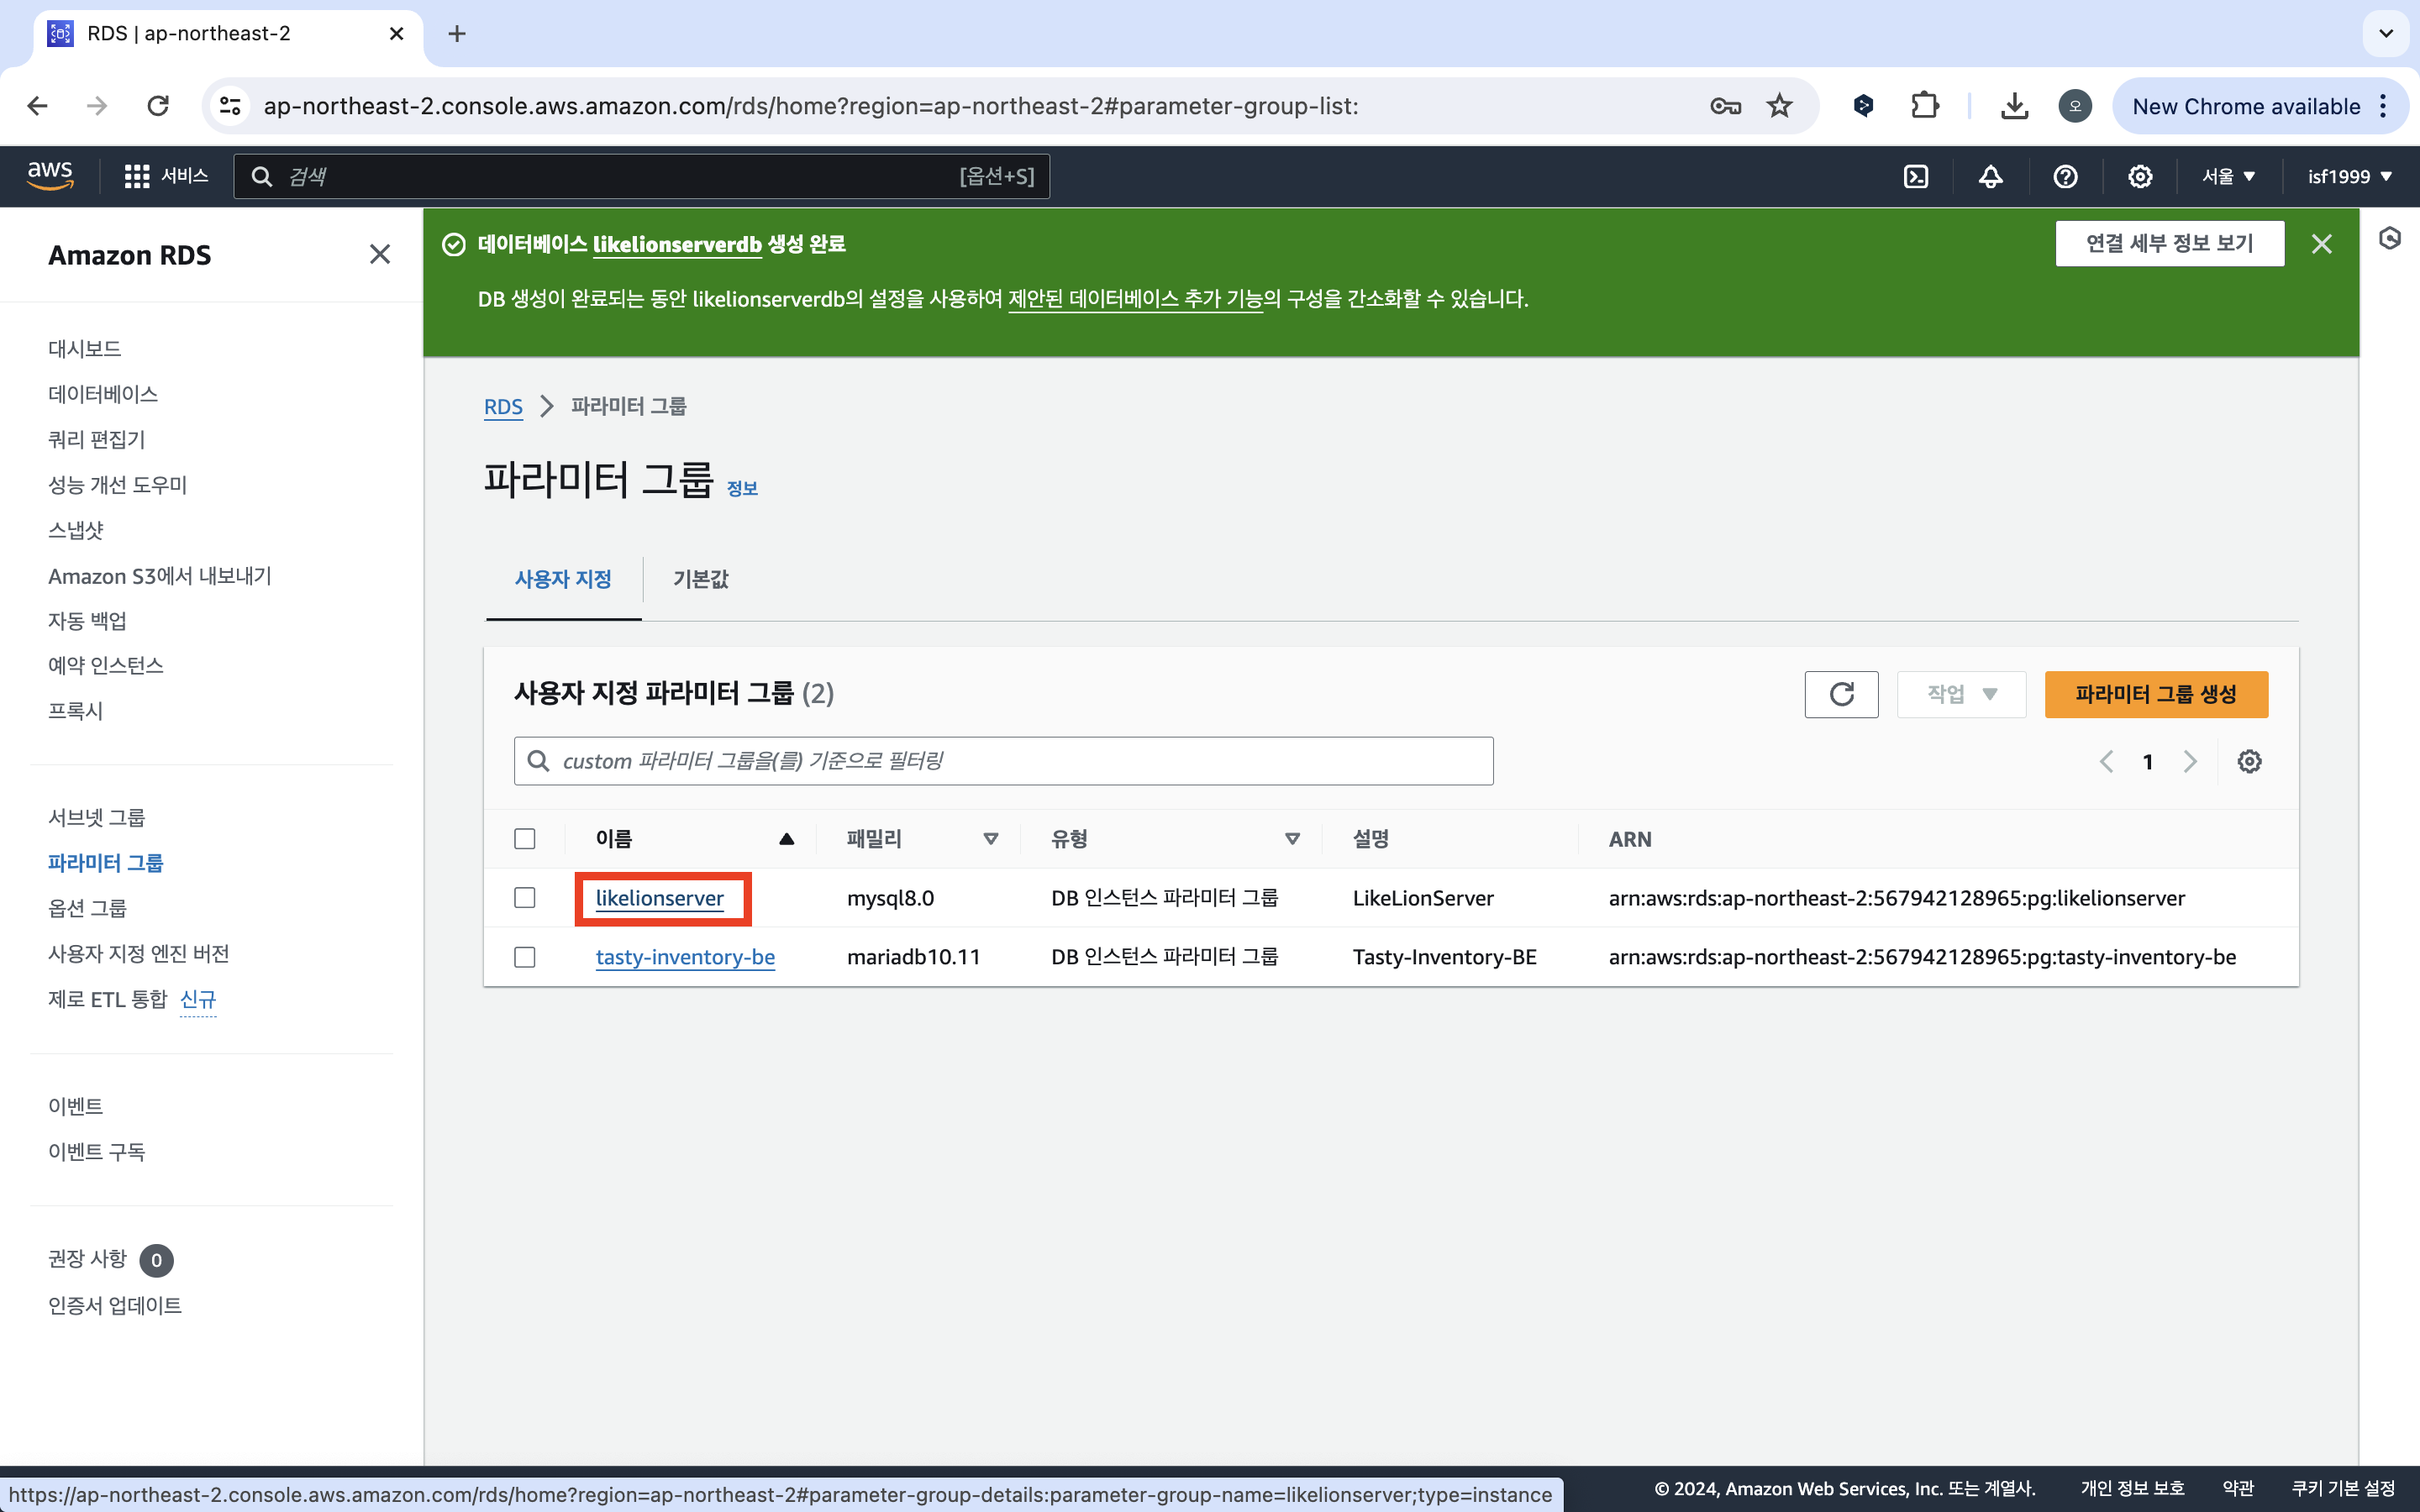 RDS | ap-northeast-2
ap-northeast-2.console.aws.amazon.com/rds/home?region=ap-northeast-2#parameter-group-list:
오
New Chrome available
aws
서비스
검색
[옵션+S]
서울
isf1999
Amazon RDS
대시보드
데이터베이스
쿼리 편집기
성능 개선 도우미
스냅샷
Amazon S3에서 내보내기
자동 백업
예약 인스턴스
프록시
서브넷 그룹
파라미터 그룹
옵션 그룹
사용자 지정 엔진 버전
제로 ETL 통합 신규
이벤트
이벤트 구독
권장 사항 0
인증서 업데이트
데이터베이스 likelionserverdb 생성 완료
연결 세부 정보 보기
DB 생성이 완료되는 동안 likelionserverdb의 설정을 사용하여 제안된 데이터베이스 추가 기능의 구성을 간소화할 수 있습니다.
RDS 파라미터 그룹
파라미터 그룹 정보
사용자 지정 기본값
사용자 지정 파라미터 그룹 (2)
작업
파라미터 그룹 생성
custom 파라미터 그룹을(를) 기준으로 필터링
1
이름 패밀리 유형 설명 ARN
likelionserver mysql8.0 DB 인스턴스 파라미터 그룹 LikeLionServer arn:aws:rds:ap-northeast-2:567942128965:pg:likelionserver
tasty-inventory-be mariadb10.11 DB 인스턴스 파라미터 그룹 Tasty-Inventory-BE arn:aws:rds:ap-northeast-2:567942128965:pg:tasty-inventory-be
https://ap-northeast-2.console.aws.amazon.com/rds/home?region=ap-northeast-2#parameter-group-details:parameter-group-name=likelionserver;type=instance
© 2024, Amazon Web Services, Inc. 또는 계열사. 개인 정보 보호 약관 쿠키 기본 설정